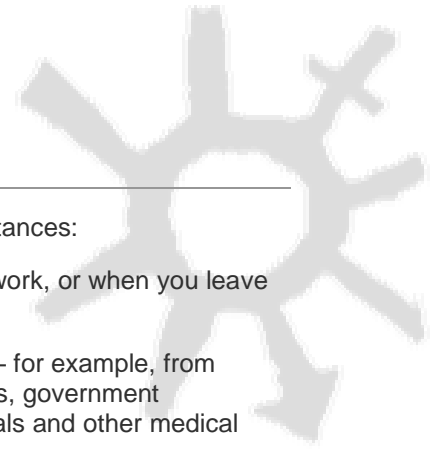 tances:
work, or when you leave
– for example, from
s, government
als and other medical